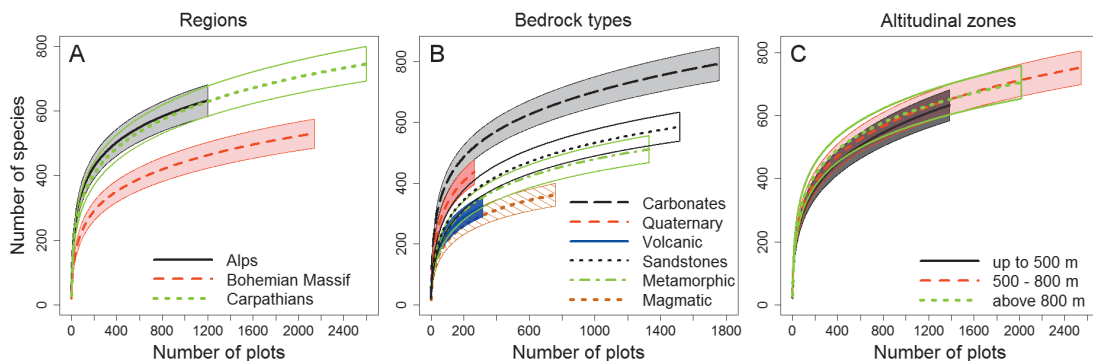 Regions
Bedrock types
Altitudinal zones
A
B
C
Number of species
0
200
400
600
800
0
200
400
600
800
0
200
400
600
800
Alps
Bohemian Massif
Carpathians
Carbonates
Quaternary
Volcanic
Sandstones
Metamorphic
Magmatic
up to 500 m
500 - 800 m
above 800 m
0 400 800 1200 1600 2000 2400
0 200 600 1000 1400 1800
0 400 800 1200 1600 2000 2400
Number of plots
Number of plots
Number of plots